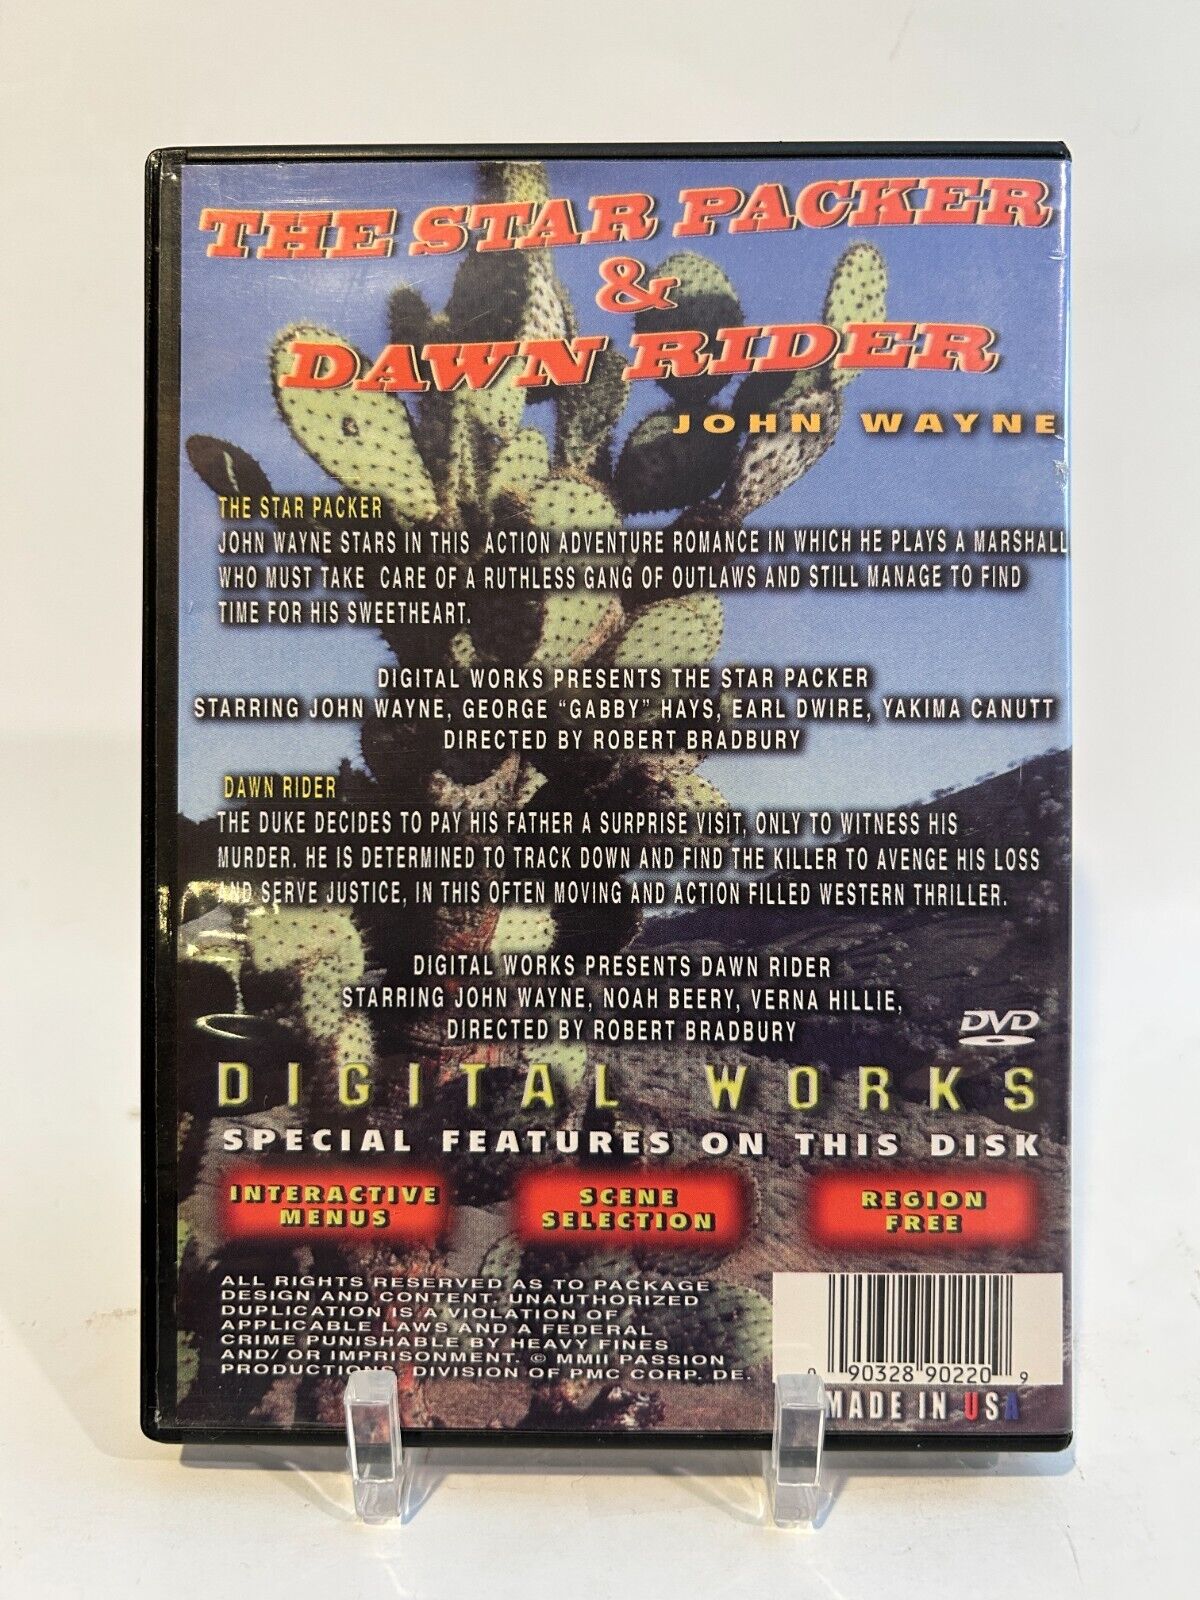 THE STAR PACKER
&
DAWN RIDER
JOHN WAYNE
THE STAR PACKER
JOHN WAYNE STARS IN THIS ACTION ADVENTURE ROMANCE IN WHICH HE PLAYS A MARSHALL
WHO MUST TAKE CARE OF A RUTHLESS GANG OF OUTLAWS AND STILL MANAGE TO FIND
TIME FOR HIS SWEETHEART.
DIGITAL WORKS PRESENTS THE STAR PACKER
STARRING JOHN WAYNE, GEORGE "GABBY" HAYS, EARL DWIRE, YAKIMA CANUTT
DIRECTED BY ROBERT BRADBURY
DAWN RIDER
THE DUKE DECIDES TO PAY HIS FATHER A SURPRISE VISIT, ONLY TO WITNESS HIS
MURDER. HE IS DETERMINED TO TRACK DOWN AND FIND THE KILLER TO AVENGE HIS LOSS
AND SERVE JUSTICE, IN THIS OFTEN MOVING AND ACTION FILLED WESTERN THRILLER.
DIGITAL WORKS PRESENTS DAWN RIDER
STARRING JOHN WAYNE, NOAH BEERY, VERNA HILLIE,
DIRECTED BY ROBERT BRADBURY
DVD
DIGITAL WORKS
SPECIAL FEATURES ON THIS DISK
INTERACTIVE
MENUS
SCENE
SELECTION
REGION
FREE
ALL RIGHTS RESERVED AS TO PACKAGE
DESIGN AND CONTENT. UNAUTHORIZED
DUPLICATION IS A VIOLATION OF
APPLICABLE LAWS AND A FEDERAL
CRIME PUNISHABLE BY HEAVY FINES
AND/ OR IMPRISONMENT. © MMII PASSION
PRODUCTIONS, DIVISION OF PMC CORP. DE.
0 90328 90220 9
MADE IN USA